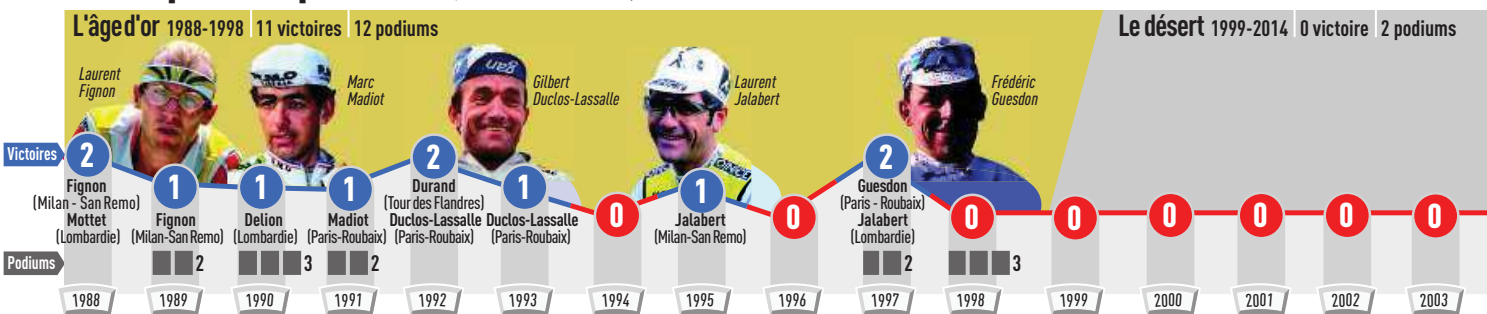 L'âge d'or 1988-1998 | 11 victoires | 12 podiums
Le désert 1999-2014 | 0 victoire | 2 podiums
Laurent
Fignon
Marc
Madiot
Gilbert
Duclos-Lassalle
Laurent
Jalabert
Frédéric
Guesdon
Victoires
2
1
1
1
2
1
0
1
0
2
0
0
0
0
0
0
Fignon
(Milan - San Remo)
Mottet
(Lombardie)
Fignon
(Milan-San Remo)
Delion
(Lombardie)
Madiot
(Paris-Roubaix)
Durand
(Tour des Flandres)
Duclos-Lassalle
(Paris-Roubaix)
Duclos-Lassalle
(Paris-Roubaix)
Jalabert
(Milan-San Remo)
Guesdon
(Paris - Roubaix)
Jalabert
(Lombardie)
Podiums
2
3
2
2
3
1988
1989
1990
1991
1992
1993
1994
1995
1996
1997
1998
1999
2000
2001
2002
2003